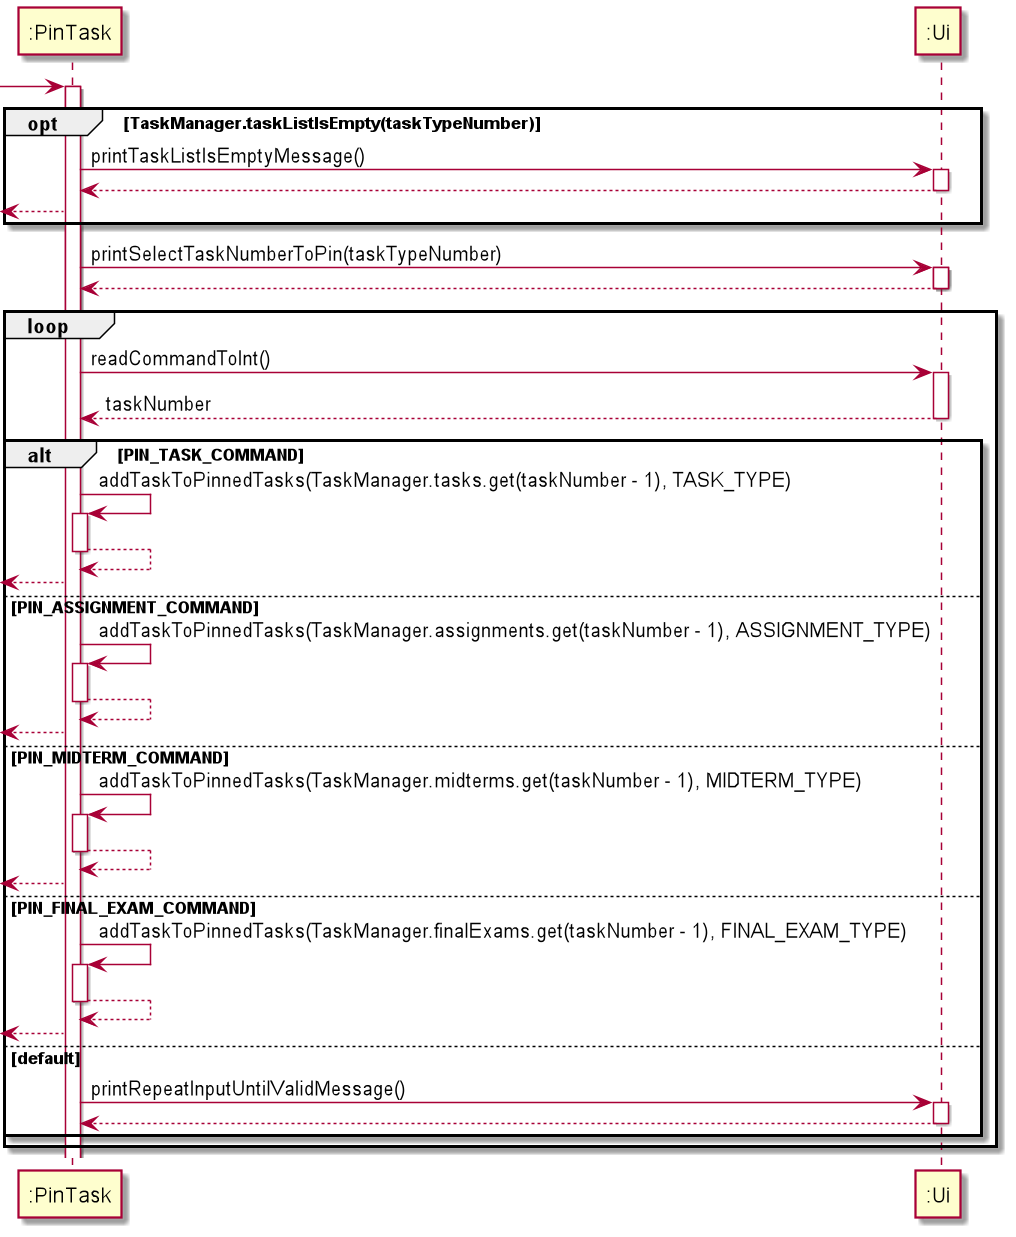 :PinTask
:Ui
opt
[TaskManager.taskListIsEmpty(taskTypeNumber)]
printTaskListIsEmptyMessage()
printSelectTaskNumberToPin(taskTypeNumber)
loop
readCommandToInt()
taskNumber
alt
[PIN_TASK_COMMAND]
addTaskToPinnedTasks(TaskManager.tasks.get(taskNumber - 1), TASK_TYPE)
[PIN_ASSIGNMENT_COMMAND]
addTaskToPinnedTasks(TaskManager.assignments.get(taskNumber - 1), ASSIGNMENT_TYPE)
[PIN_MIDTERM_COMMAND]
addTaskToPinnedTasks(TaskManager.midterms.get(taskNumber - 1), MIDTERM_TYPE)
[PIN_FINAL_EXAM_COMMAND]
addTaskToPinnedTasks(TaskManager.finalExams.get(taskNumber - 1), FINAL_EXAM_TYPE)
[default]
printRepeatInputUntilValidMessage()
:PinTask
:Ui